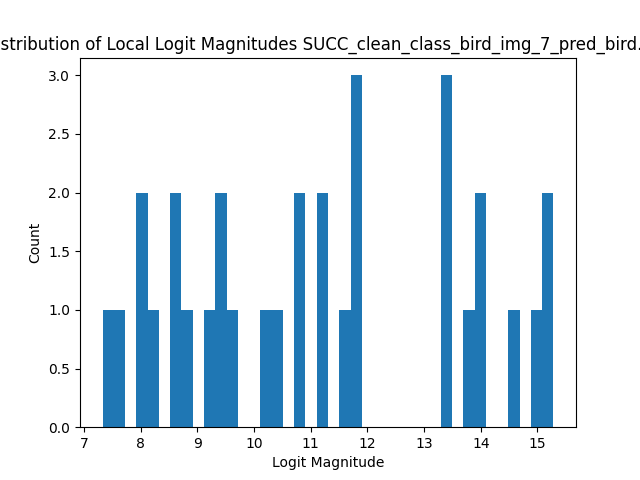 stribution of Local Logit Magnitudes SUCC_clean_class_bird_img_7_pred_bird.
3.0
2.5
2.0
1.5
1.0
0.5
0.0
Count
7 8 9 10 11 12 13 14 15
Logit Magnitude